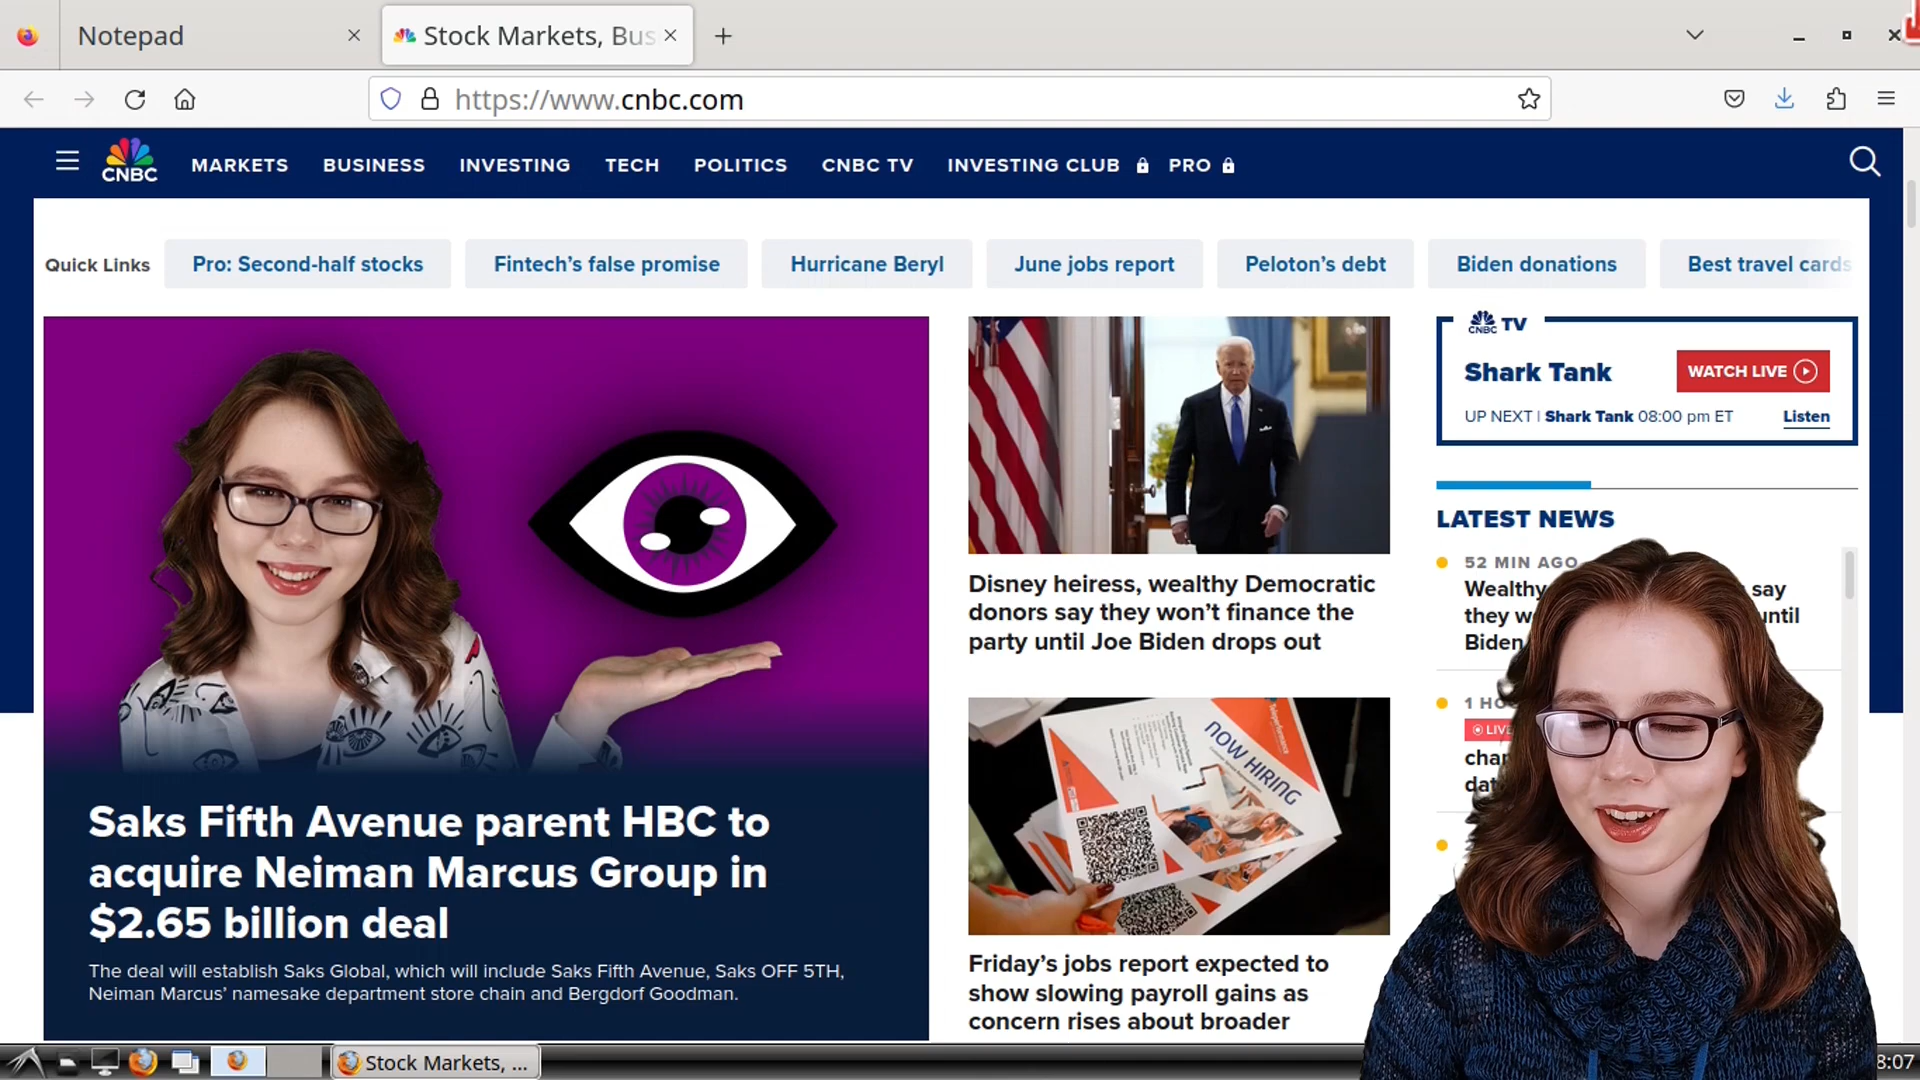 Notepad
Stock Markets, Bus
https://www.cnbc.com
CNBC
MARKETS
BUSINESS
INVESTING
TECH
POLITICS
CNBC TV
INVESTING CLUB
PRO
Quick Links
Pro: Second-half stocks
Fintech’s false promise
Hurricane Beryl
June jobs report
Peloton’s debt
Biden donations
Best travel cards
Saks Fifth Avenue parent HBC to
acquire Neiman Marcus Group in
$2.65 billion deal
The deal will establish Saks Global, which will include Saks Fifth Avenue, Saks OFF 5TH,
Neiman Marcus’ namesake department store chain and Bergdorf Goodman.
Disney heiress, wealthy Democratic
donors say they won’t finance the
party until Joe Biden drops out
NOW HIRING
Teleperformance
Friday’s jobs report expected to
show slowing payroll gains as
concern rises about broader
CNBC TV
Shark Tank
WATCH LIVE
UP NEXT | Shark Tank 08:00 pm ET
Listen
LATEST NEWS
52 MIN AGO
Wealthy say
they until
Biden
1
Stock Markets, ...
8:07